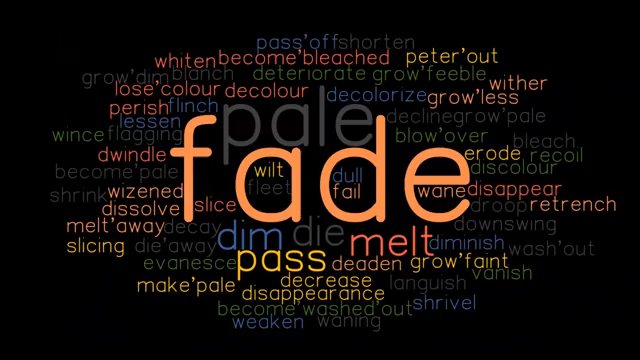 pass'off shorten
whiten become'bleached peter'out
grow'dim blanch deteriorate grow'feeble
lose'colour decolour decolorize grow'less wither
perish flinch pale decline grow'pale
lessen
wince flagging blow'over bleach
fade
dwindle erode recoil
become'pale wilt dull discolour
shrink wizened fleet fail wane disappear
dissolve slice droop retrench
melt'away decay dim die melt downswing
slicing die'away diminish wash'out
evanesce pass deaden grow'faint
make'pale decrease languish vanish
disappearance
become'washed'out shrivel
weaken waning